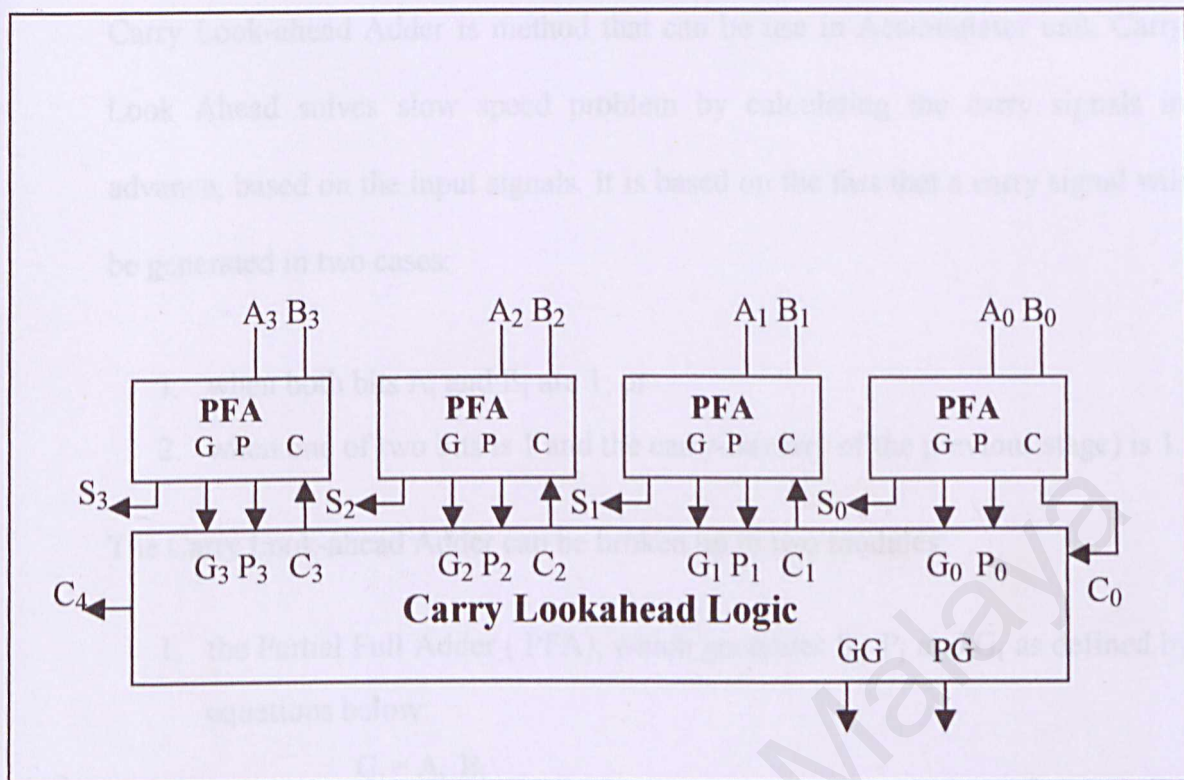 Carry Look-ahead Adder is method that can be use in unit. Carry
Look Ahead solves slow speed problem by calculating the carry signals in
advance, based on the input signals. It is based on the fact that a carry signal will
be generated in two cases:
A3 B3 A2 B2 A1 B1 A0 B0
1. when both bits Ai and Bi are 1, or
PFA PFA PFA PFA
G P C G P C G P C G P C
2. when one of two bits is 1 and the carry-in (carry of the previous stage) is 1.
S3 S2 S1 S0
The Carry Look-ahead Adder can be broken up in two modules:
G3 P3 C3 G2 P2 C2 G1 P1 C1 G0 P0 C0
C4 Carry Lookahead Logic
1. the Partial Full Adder ( PFA), which generates Pi as defined by
GG PG
equations below:
Gi = Ai Bi
Malaya